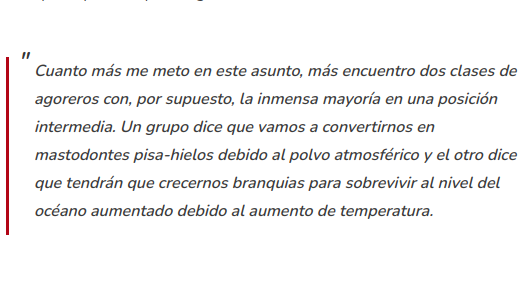 "
Cuanto más me meto en este asunto, más encuentro dos clases de
agoreros con, por supuesto, la inmensa mayoría en una posición
intermedia. Un grupo dice que vamos a convertirnos en
mastodontes pisa-hielos debido al polvo atmosférico y el otro dice
que tendrán que crecernos branquias para sobrevivir al nivel del
océano aumentado debido al aumento de temperatura.